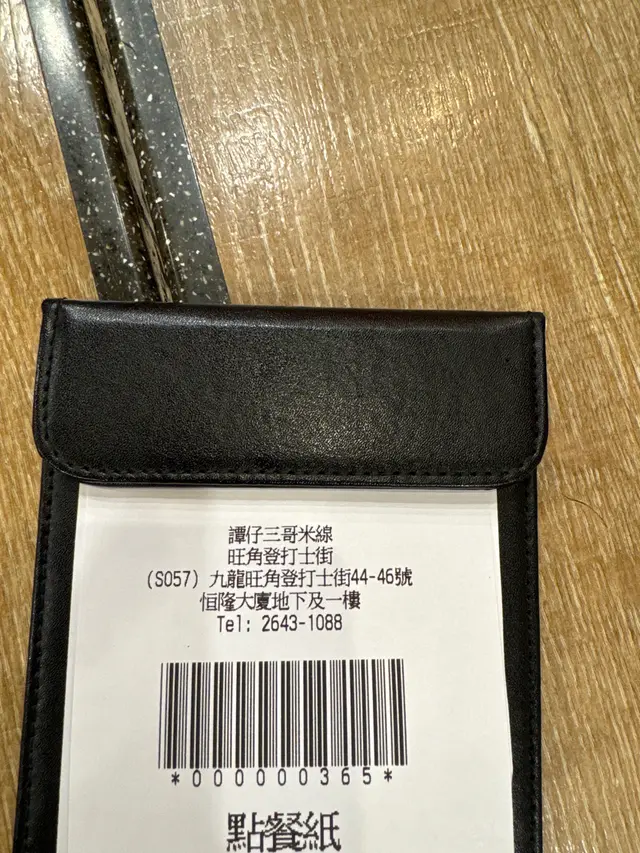 譚仔三哥米線
旺角登打士街
(S057) 九龍旺角登打士街44-46號
恒隆大廈地下及一樓
Tel: 2643-1088
*000000365*
點餐紙